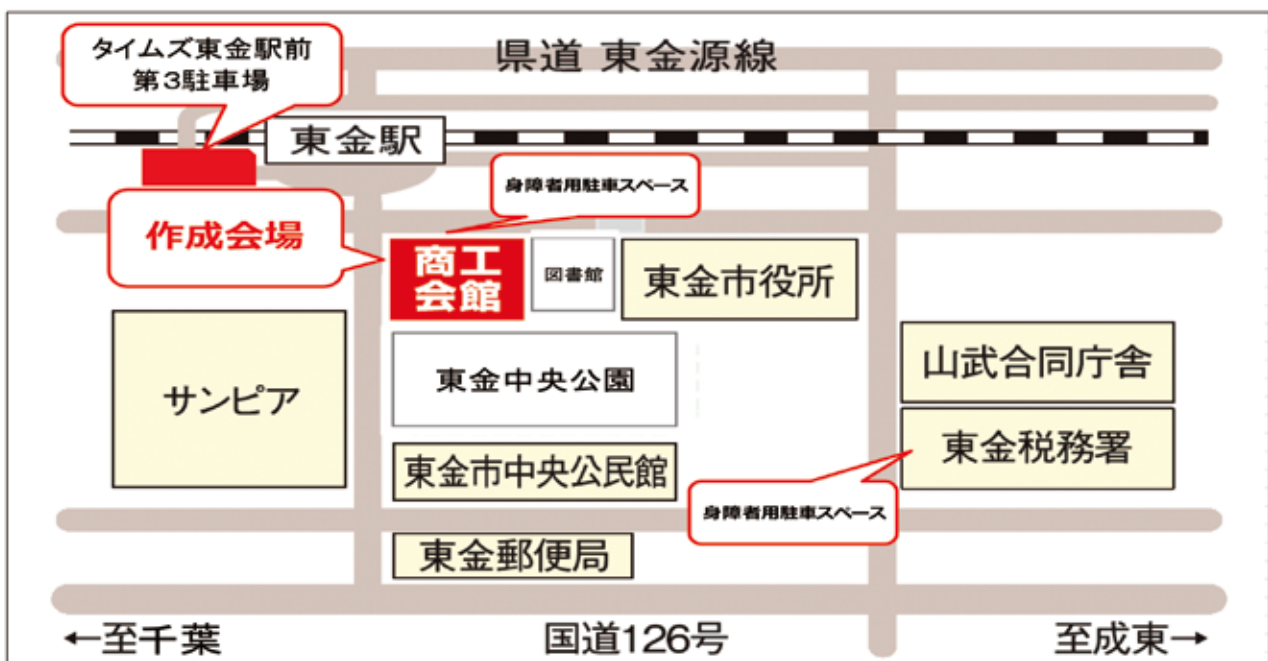 タイムズ東金駅前
第3駐車場
県道 東金源線
東金駅
身障者用駐車スペース
作成会場
商工
会館
図書館
東金市役所
サンピア
東金中央公園
山武合同庁舎
東金市中央公民館
東金税務署
身障者用駐車スペース
東金郵便局
←至千葉
国道126号
至成東→